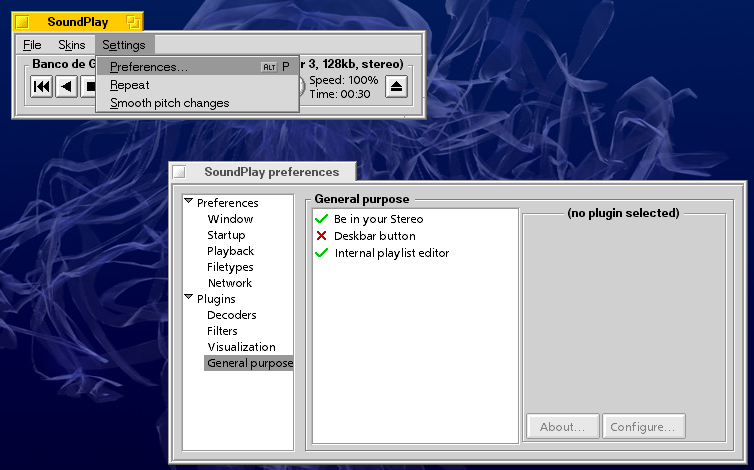 SoundPlay
File Skins Settings
Banco de G r 3, 128kb, stereo)
Preferences... ALT P
Repeat
Smooth pitch changes
Speed: 100%
Time: 00:30
SoundPlay preferences
Preferences
Window
Startup
Playback
Filetypes
Network
Plugins
Decoders
Filters
Visualization
General purpose
General purpose
Be in your Stereo
Deskbar button
Internal playlist editor
(no plugin selected)
About... Configure...